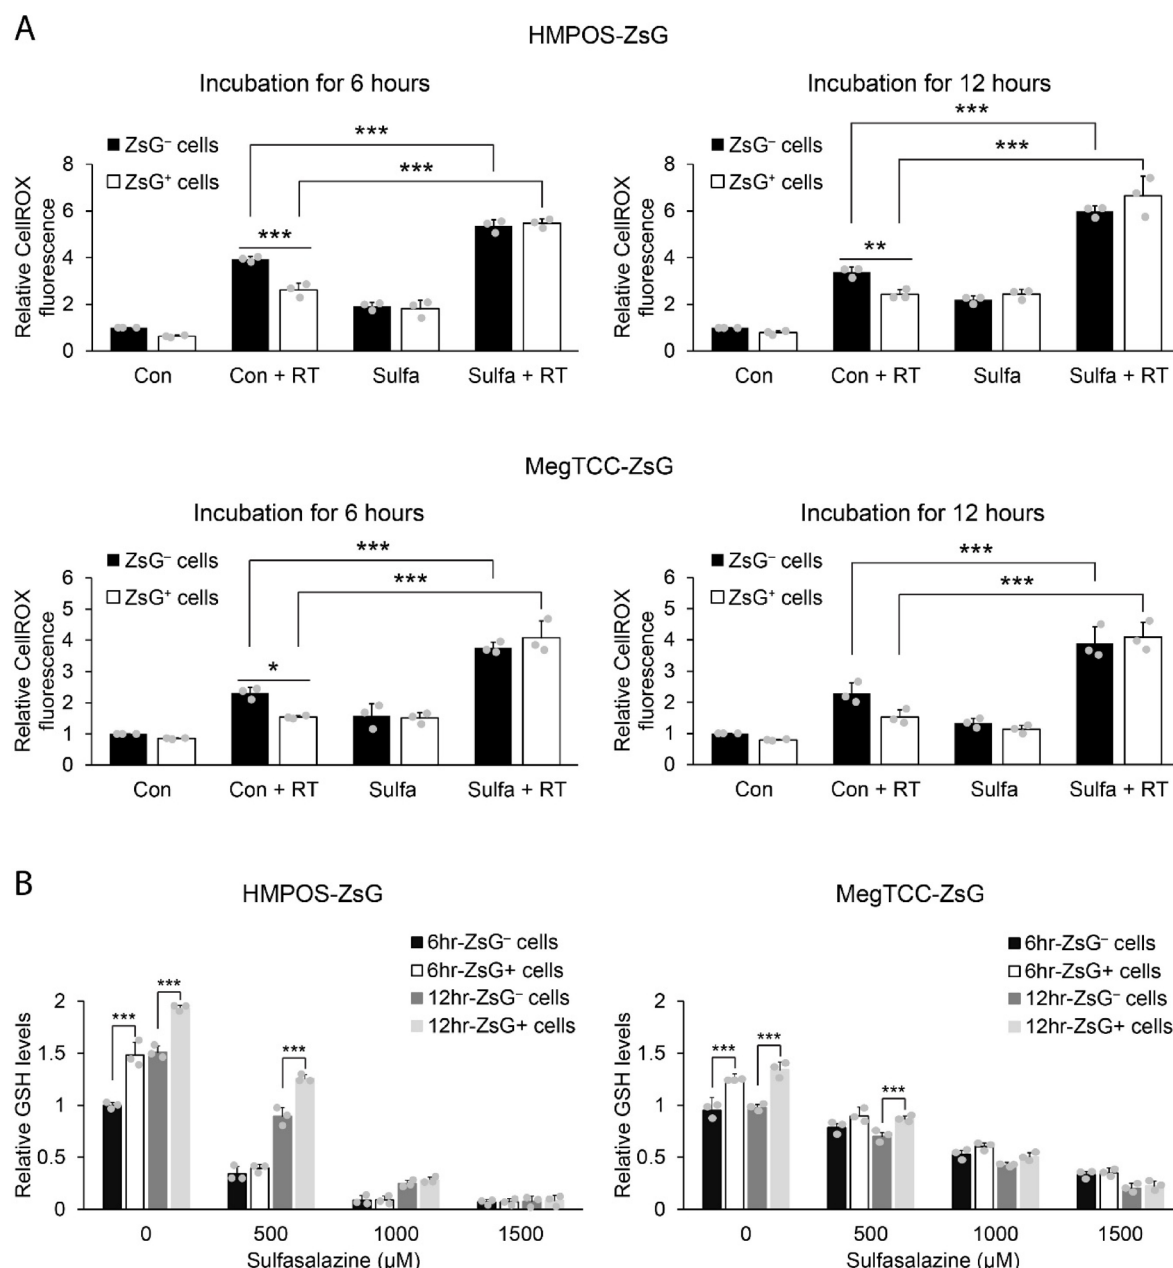 A
HMPOS-ZsG
Incubation for 6 hours
ZsG⁻ cells
ZsG⁺ cells
Relative CellROX
fluorescence
8
6
4
2
0
***
***
***
Con
Con + RT
Sulfa
Sulfa + RT
Incubation for 12 hours
ZsG⁻ cells
ZsG⁺ cells
Relative CellROX
fluorescence
8
6
4
2
0
***
***
**
Con
Con + RT
Sulfa
Sulfa + RT
MegTCC-ZsG
Incubation for 6 hours
ZsG⁻ cells
ZsG⁺ cells
Relative CellROX
fluorescence
6
5
4
3
2
1
0
***
***
*
Con
Con + RT
Sulfa
Sulfa + RT
Incubation for 12 hours
ZsG⁻ cells
ZsG⁺ cells
Relative CellROX
fluorescence
6
5
4
3
2
1
0
***
***
Con
Con + RT
Sulfa
Sulfa + RT
B
HMPOS-ZsG
6hr-ZsG⁻ cells
6hr-ZsG+ cells
12hr-ZsG⁻ cells
12hr-ZsG+ cells
Relative GSH levels
2
1.5
1
0.5
0
***
***
***
0
500
1000
1500
Sulfasalazine (µM)
MegTCC-ZsG
6hr-ZsG⁻ cells
6hr-ZsG+ cells
12hr-ZsG⁻ cells
12hr-ZsG+ cells
Relative GSH levels
2
1.5
1
0.5
0
***
***
***
0
500
1000
1500
Sulfasalazine (µM)